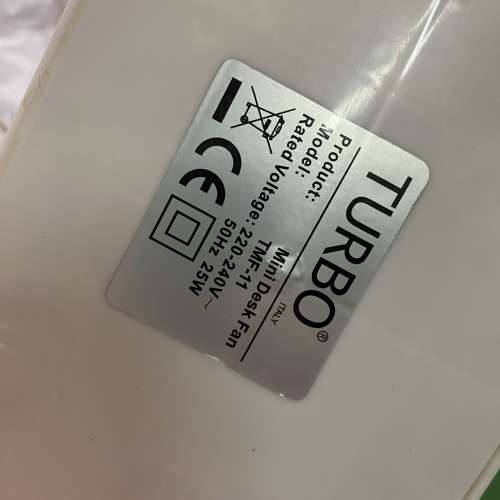 TURBO®
ITALY
Product: Mini Desk Fan
Model: TMF-11
Rated Voltage: 220-240V~
50Hz 25W
CE